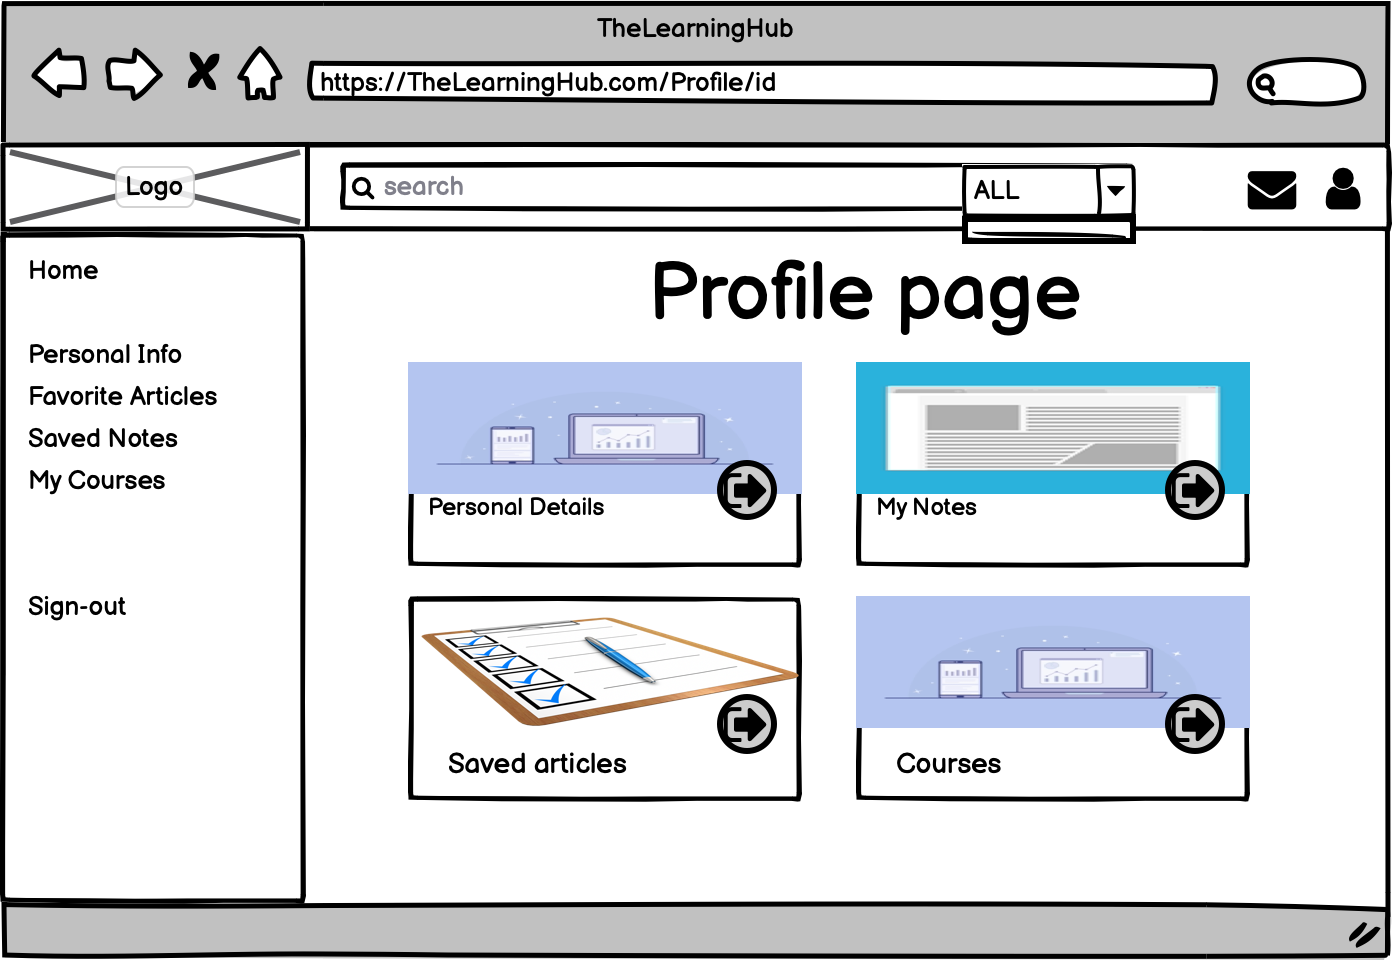 TheLearningHub
https://TheLearningHub.com/Profile/id
Logo
search
ALL
Home
Personal Info
Favorite Articles
Saved Notes
My Courses
Sign-out
Profile page
Personal Details
My Notes
Saved articles
Courses